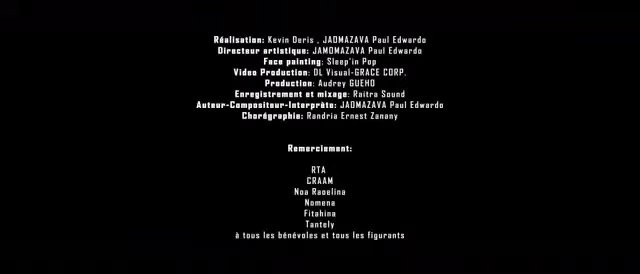 Réalisation: Kevin Deris , JAOMAZAVA Paul Edwardo
Directeur artistique: JAMOMAZAVA Paul Edwardo
Face painting: Sleep'in Pop
Video Production: DL Visual-GRACE CORP.
Production: Audrey GUEHO
Enregistrement et mixage: Raitra Sound
Auteur-Compositeur-Interprète: JAOMAZAVA Paul Edwardo
Chorégraphie: Randria Ernest Zanany
Remerciement:
RTA
CRAAM
Noa Raoelina
Nomena
Fitahina
Tantely
à tous les bénévoles et tous les figurants